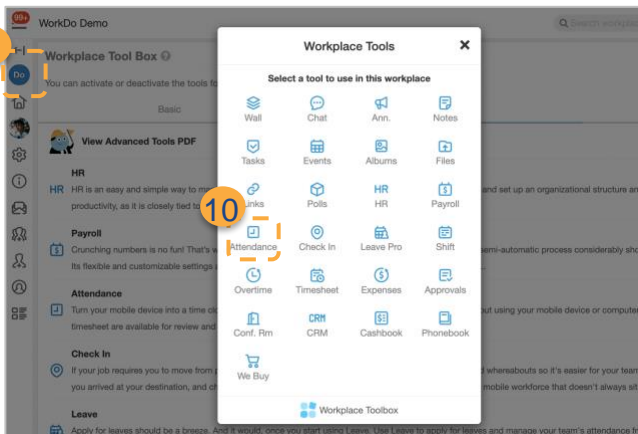 99+
WorkDo Demo
Search workplac
Workplace Tool Box
Do
You can activate or deactivate the tools fo
Basic
View Advanced Tools PDF
HR
HR HR is an easy and simple way to m
productivity, as it is closely tied to
and set up an organizational structure an
Payroll
Crunching numbers is no fun! That's w
emi-automatic process considerably sho
Its flexible and customizable settings
Attendance
Turn your mobile device into a time cl
out using your mobile device or computer
timesheet are available for review and
Check In
If your job requires you to move from p
d whereabouts so it's easier for your team
you arrived at your destination, and ch
mobile workforce that doesn't always sit
Leave
Apply for leaves should be a breeze. And it would, once you start using Leave. Use Leave to apply for leaves and manage your team's attendance fr
Workplace Tools ×
Select a tool to use in this workplace
Wall Chat Ann. Notes
Tasks Events Albums Files
HR
Links Polls HR Payroll
10
Attendance Check In Leave Pro Shift
Overtime Timesheet Expenses Approvals
CRM
Conf. Rm CRM Cashbook Phonebook
We Buy
Workplace Toolbox